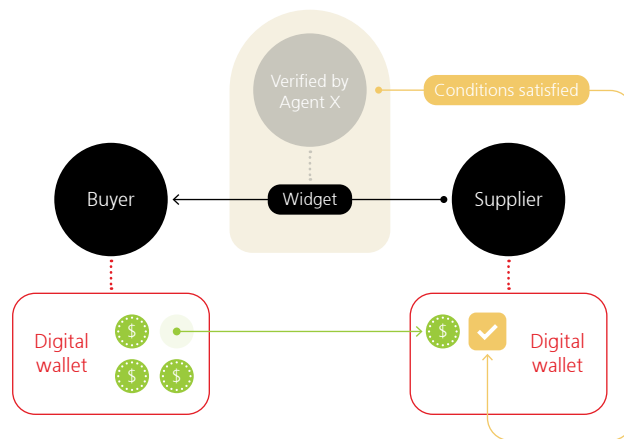 Verified by
Agent X
Conditions satisfied
Buyer
Widget
Supplier
Digital
wallet
$
$
$
$
Digital
wallet